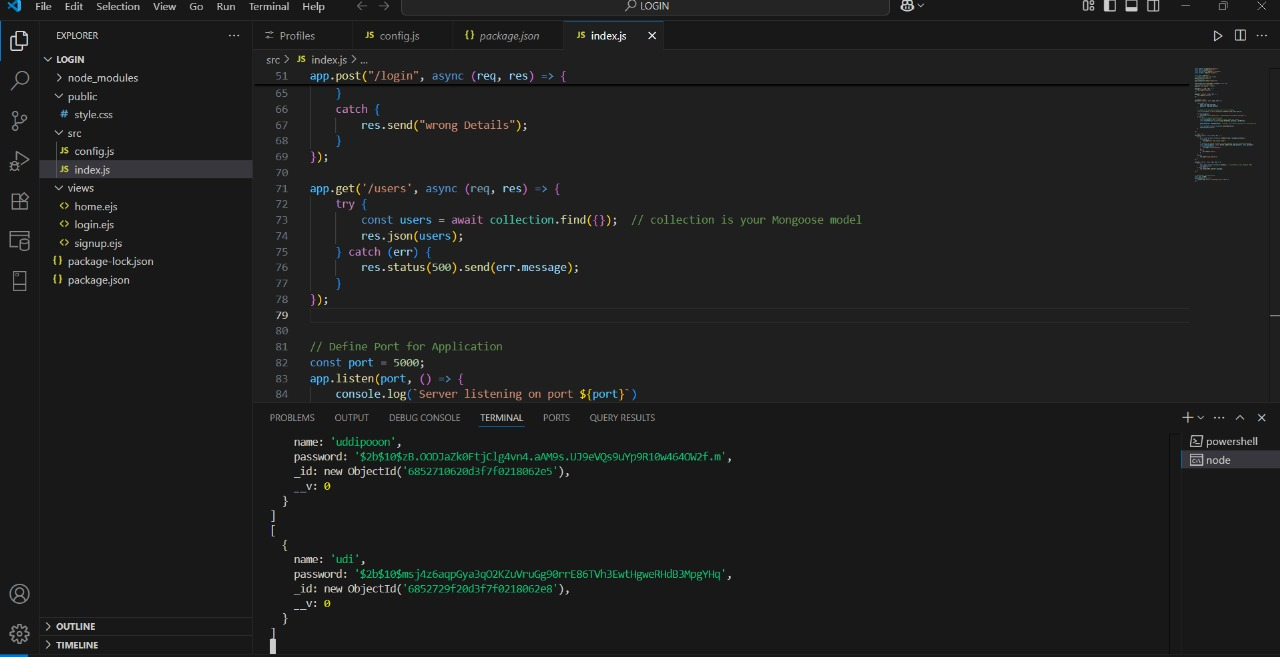 File Edit Selection View Go Run Terminal Help LOGIN
EXPLORER
LOGIN
node_modules
public
# style.css
src
JS config.js
JS index.js
views
<> home.ejs
<> login.ejs
<> signup.ejs
{} package-lock.json
{} package.json
OUTLINE
TIMELINE
Profiles JS config.js {} package.json JS index.js
src > JS index.js > ...
51 app.post("/login", async (req, res) => {
65 }
66 catch {
67 res.send("wrong Details");
68 }
69 });
70
71 app.get('/users', async (req, res) => {
72 try {
73 const users = await collection.find({}); // collection is your Mongoose model
74 res.json(users);
75 } catch (err) {
76 res.status(500).send(err.message);
77 }
78 });
79
80
81 // Define Port for Application
82 const port = 5000;
83 app.listen(port, () => {
84 console.log(`Server listening on port ${port}`)
PROBLEMS OUTPUT DEBUG CONSOLE TERMINAL PORTS QUERY RESULTS
name: 'uddipooon',
password: '$2b$10$zB.OODJaZk0FtjClg4vn4.aAM9s.UJ9eVQs9uYp9R10w464OW2f.m',
_id: new ObjectId('6852710620d3f7f0218062e5'),
__v: 0
}
]
[
{
name: 'udi',
password: '$2b$10$msj4z6aqpGya3qO2KZuVruGg90rrE86TVh3EwtHgweRHdB3MpgYHq',
_id: new ObjectId('6852729f20d3f7f0218062e8'),
__v: 0
}
]
powershell
node